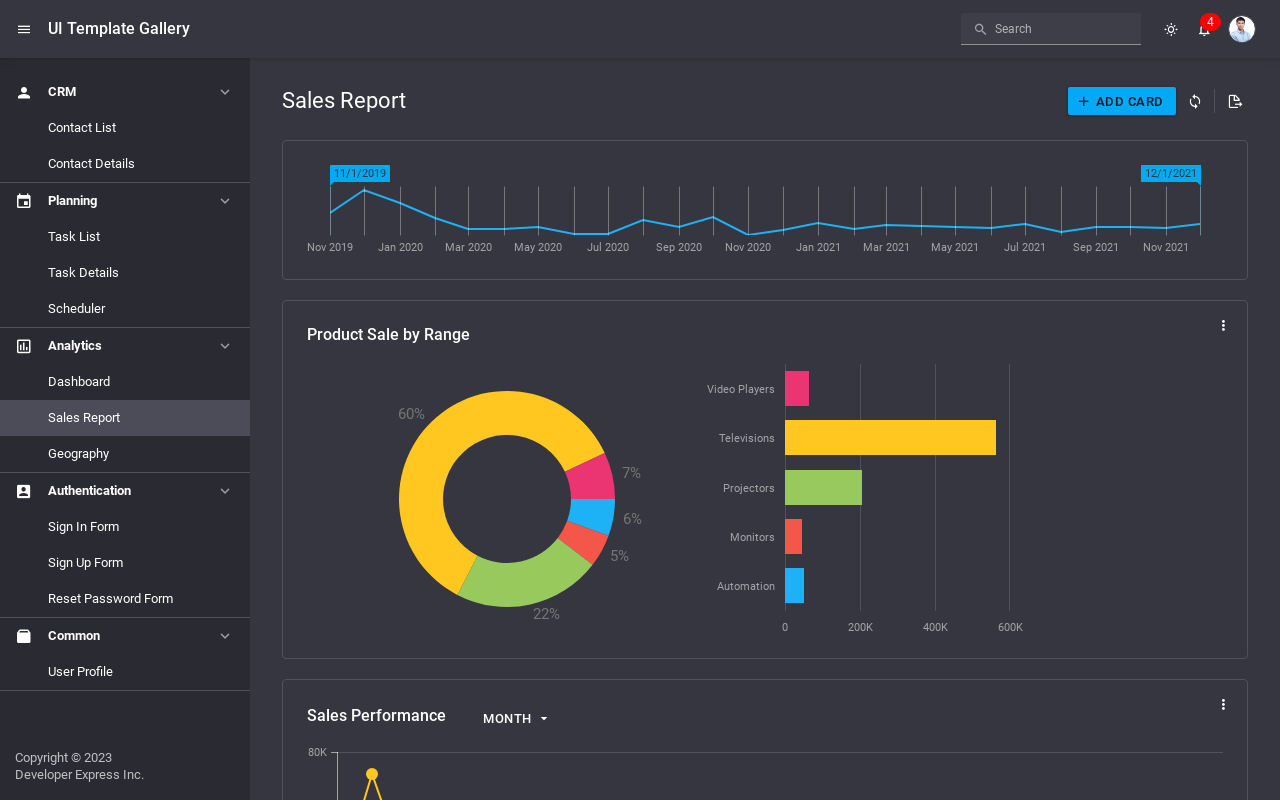 UI Template Gallery
Search
4
CRM
Contact List
Contact Details
Planning
Task List
Task Details
Scheduler
Analytics
Dashboard
Sales Report
Geography
Authentication
Sign In Form
Sign Up Form
Reset Password Form
Common
User Profile
Copyright © 2023
Developer Express Inc.
Sales Report
ADD CARD
11/1/2019
12/1/2021
Nov 2019 Jan 2020 Mar 2020 May 2020 Jul 2020 Sep 2020 Nov 2020 Jan 2021 Mar 2021 May 2021 Jul 2021 Sep 2021 Nov 2021
Product Sale by Range
60%
7%
6%
5%
22%
Video Players
Televisions
Projectors
Monitors
Automation
0 200K 400K 600K
Sales Performance
MONTH
80K